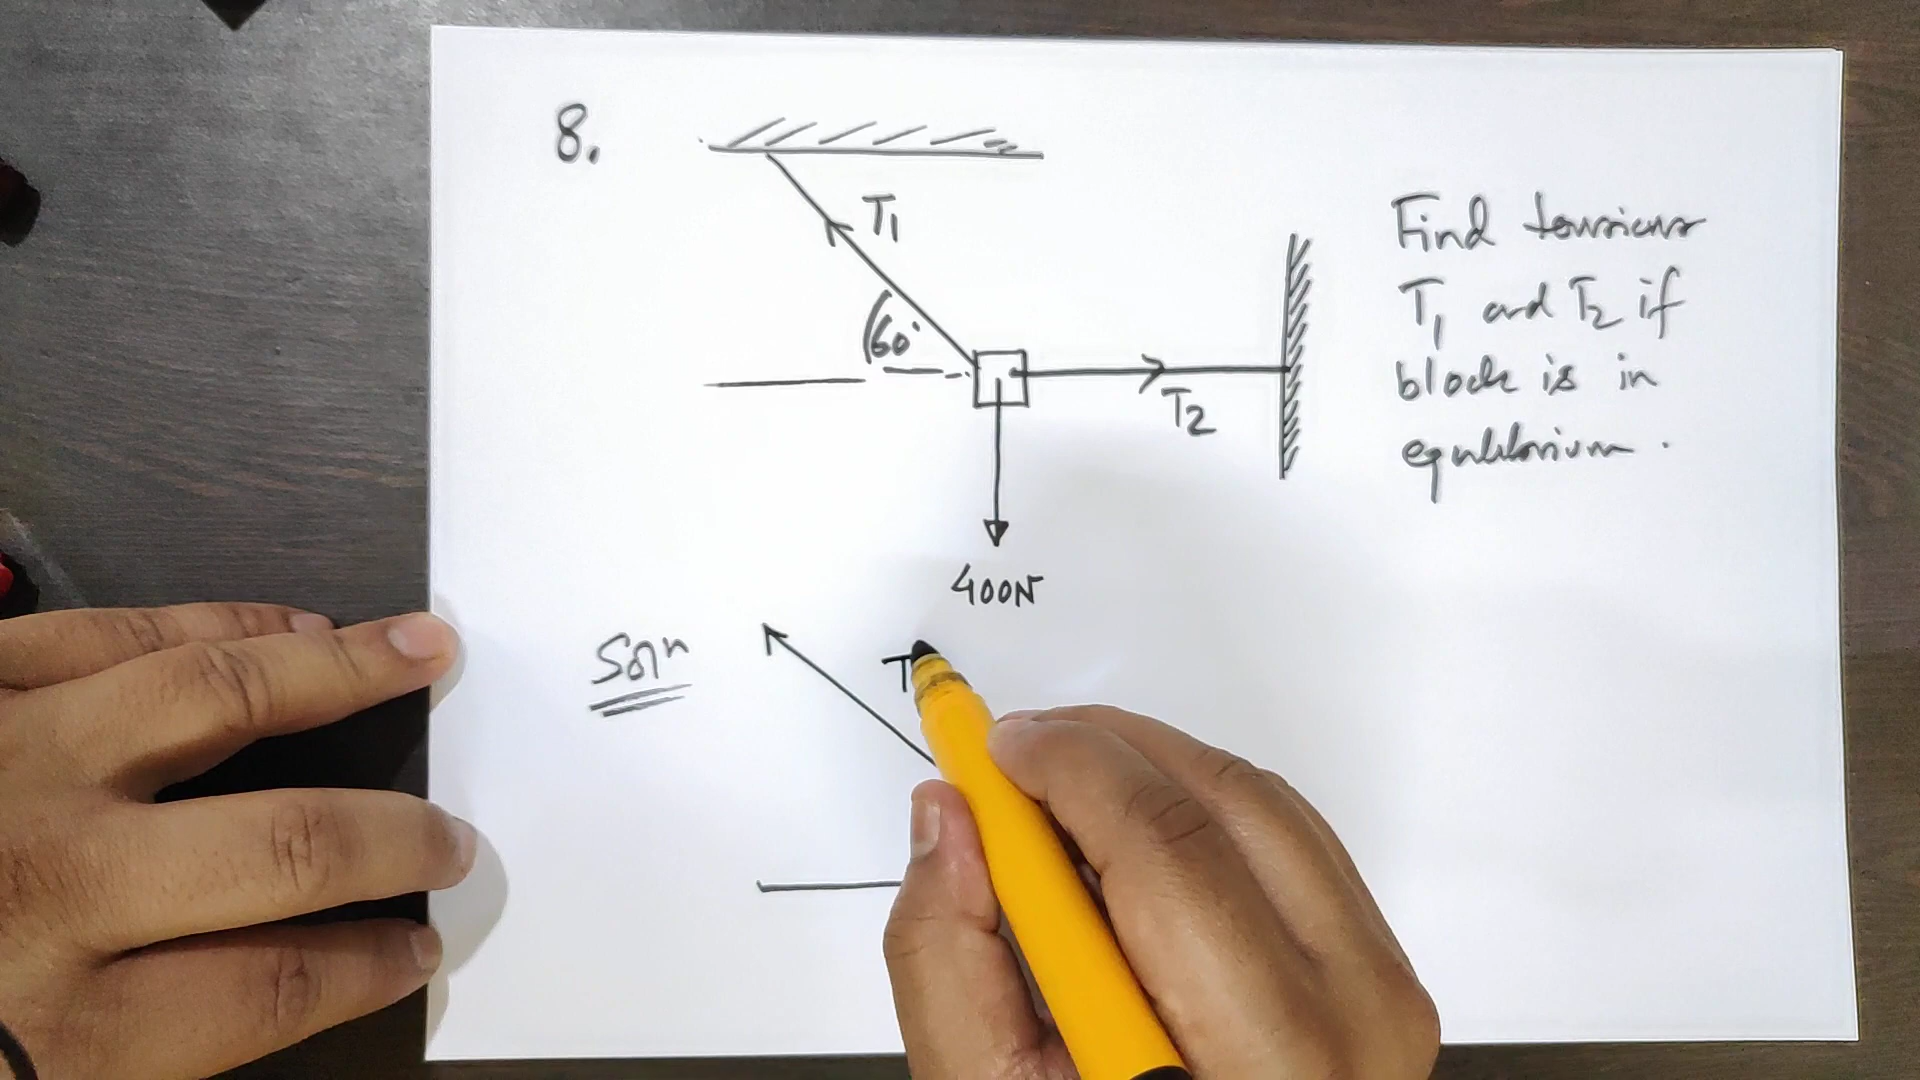 8.
T1
60°
T2
400N
Find tensions
T1 and T2 if
block is in
equilibrium.
Soln
T